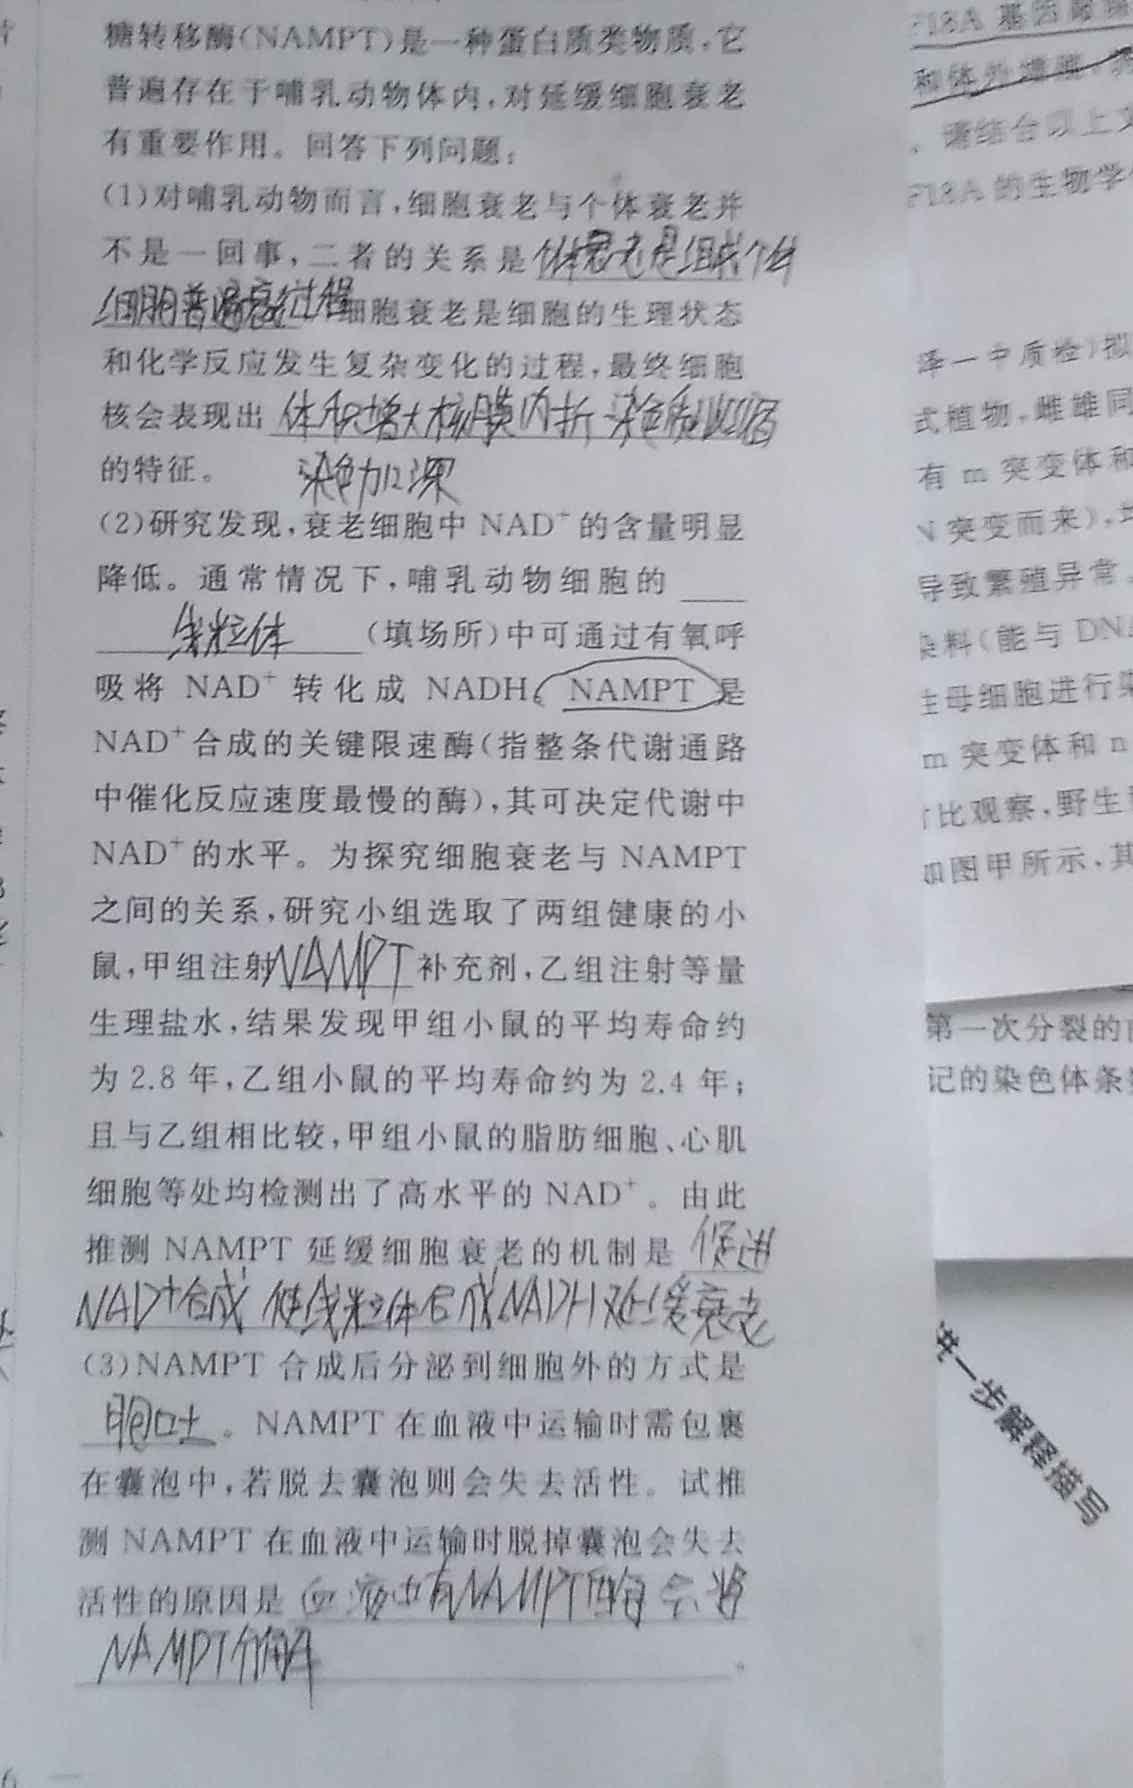 糖转移酶(NAMPT)是一种蛋白质类物质,它
普遍存在于哺乳动物体内,对延缓细胞衰老
有重要作用。回答下列问题:
(1)对哺乳动物而言,细胞衰老与个体衰老并
不是一回事,二者的关系是个体衰老是组成个体
细胞普遍衰老过程 细胞衰老是细胞的生理状态
和化学反应发生复杂变化的过程,最终细胞
核会表现出 体积增大核膜内折 染色质收缩
的特征。 染色加深
(2)研究发现,衰老细胞中 NAD⁺ 的含量明显
降低。通常情况下,哺乳动物细胞的
线粒体 (填场所)中可通过有氧呼
吸将 NAD⁺ 转化成 NADH。NAMPT 是
NAD⁺合成的关键限速酶(指整条代谢通路
中催化反应速度最慢的酶),其可决定代谢中
NAD⁺的水平。为探究细胞衰老与 NAMPT
之间的关系,研究小组选取了两组健康的小
鼠,甲组注射NAMPT补充剂,乙组注射等量
生理盐水,结果发现甲组小鼠的平均寿命约
为 2.8 年,乙组小鼠的平均寿命约为 2.4 年;
且与乙组相比较,甲组小鼠的脂肪细胞、心肌
细胞等处均检测出了高水平的 NAD⁺。由此
推测 NAMPT 延缓细胞衰老的机制是 促进
NAD⁺合成 使线粒体合成NADH延缓衰老
(3)NAMPT 合成后分泌到细胞外的方式是
胞吐。NAMPT 在血液中运输时需包裹
在囊泡中,若脱去囊泡则会失去活性。试推
测 NAMPT 在血液中运输时脱掉囊泡会失去
活性的原因是 血液中有NAMPT酶会将
NAMPT分解。
F18A 基因
和体外
。请结合以上文
F18A 的生物学
泽一中质检)拟
式植物,雌雄同
有 m 突变体和
突变而来),
导致繁殖异常
染料(能与 DNA
母细胞进行
m 突变体和 n
比观察,野生
如图甲所示,其
第一次分裂的
记的染色体条
进一步解释描写
6